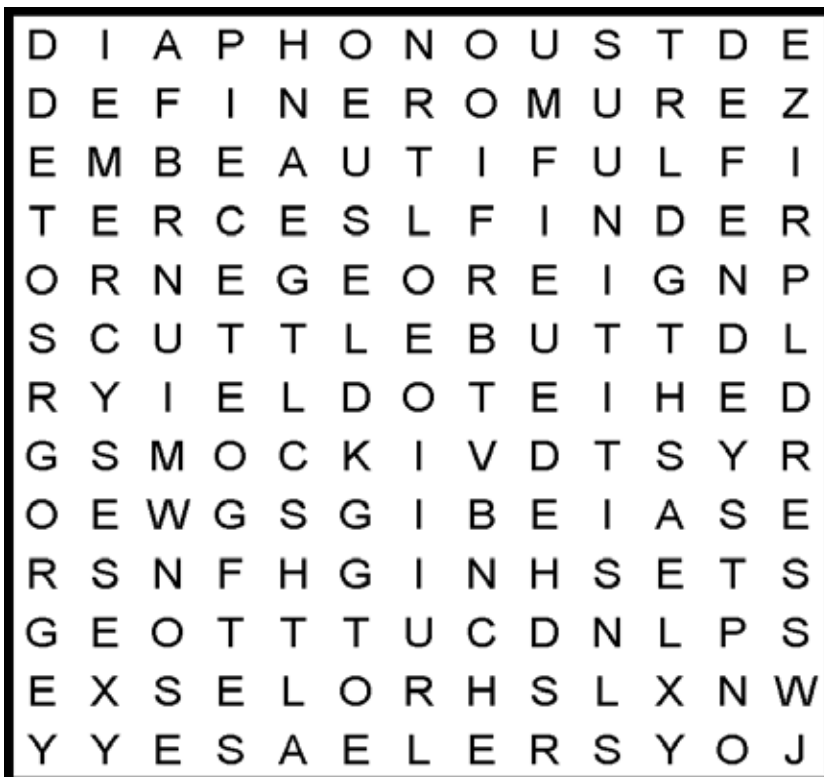 D I A P H O N O U S T D E
D E F I N E R O M U R E Z
E M B E A U T I F U L F I
T E R C E S L F I N D E R
O R N E G E O R E I G N P
S C U T T L E B U T T D L
R Y I E L D O T E I H E D
G S M O C K I V D T S Y R
O E W G S G I B E I A S E
R S N F H G I N H S E T S
G E O T T T U C D N L P S
E X S E L O R H S L X N W
Y Y E S A E L E R S Y O J